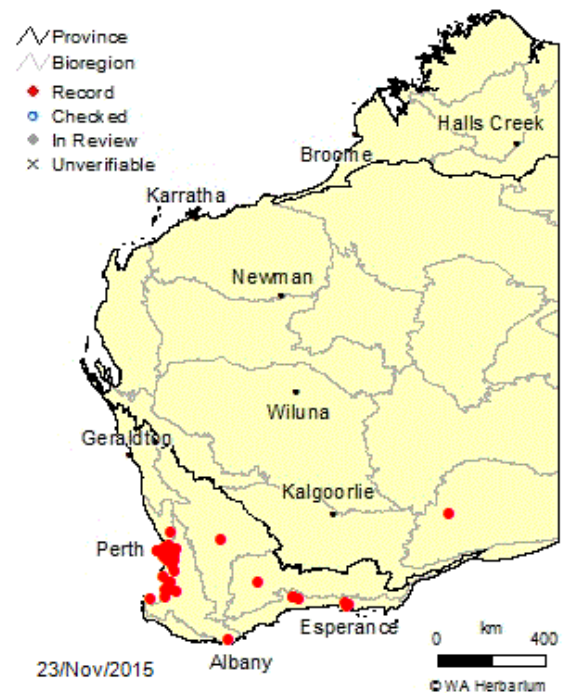 Province
Bioregion
Record
Checked
In Review
Unverifiable
Halls Creek
Broome
Karratha
Newman
Wiluna
Geraldton
Kalgoorlie
Perth
Esperance
Albany
km
0 400
23/Nov/2015
© WA Herbarium